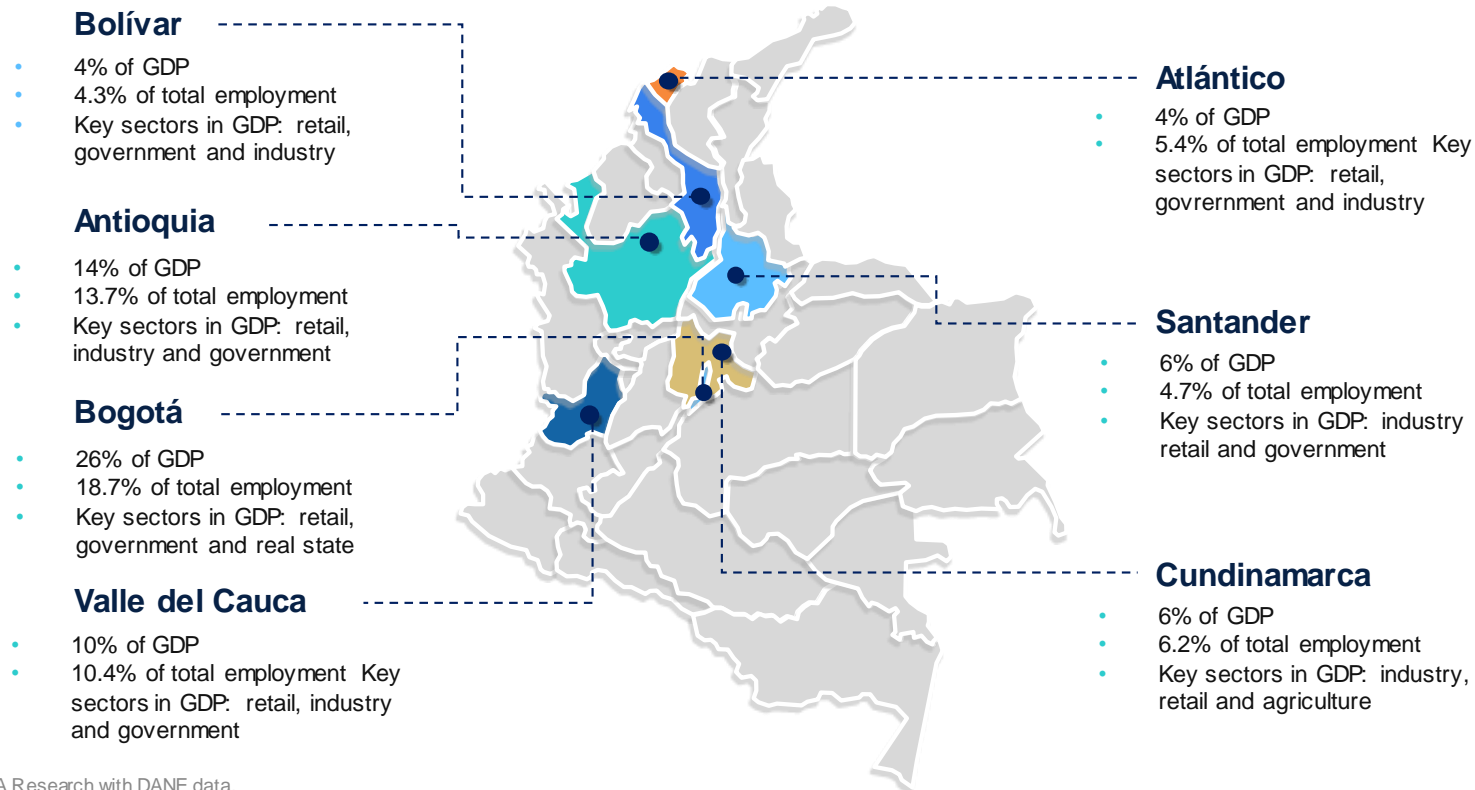 Bolívar
4% of GDP
4.3% of total employment
Key sectors in GDP: retail,
government and industry
Antioquia
14% of GDP
13.7% of total employment
Key sectors in GDP: retail,
industry and government
Bogotá
26% of GDP
18.7% of total employment
Key sectors in GDP: retail,
government and real state
Valle del Cauca
10% of GDP
10.4% of total employment Key
sectors in GDP: retail, industry
and government
Atlántico
4% of GDP
5.4% of total employment Key
sectors in GDP: retail,
govrernment and industry
Santander
6% of GDP
4.7% of total employment
Key sectors in GDP: industry
retail and government
Cundinamarca
6% of GDP
6.2% of total employment
Key sectors in GDP: industry,
retail and agriculture
A Research with DANE data